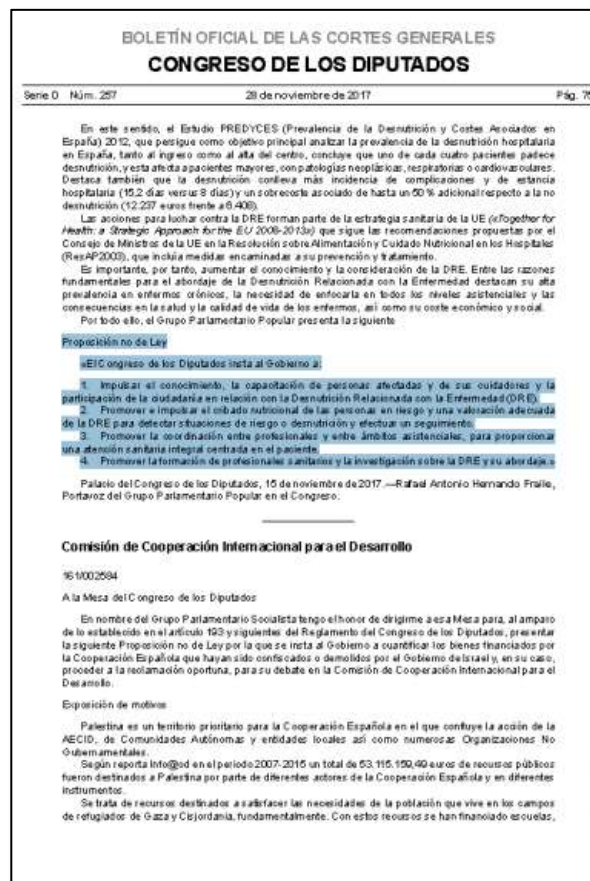 BOLETÍN OFICIAL DE LAS CORTES GENERALES
CONGRESO DE LOS DIPUTADOS
Serie D Núm. 257 28 de noviembre de 2017 Pág. 75
En este sentido, el Estudio PREDYCES (Prevalencia de la Desnutrición y Costes Asociados en
España) 2012, que persigue como objetivo principal analizar la prevalencia de la desnutrición hospitalaria
en España, tanto al ingreso como al alta del centro, concluye que uno de cada cuatro pacientes padece
desnutrición, y esta afecta a pacientes mayores, con patologías neoplásicas, respiratorias o cardiovasculares.
Destaca también que la desnutrición conlleva más incidencia de complicaciones y de estancia
hospitalaria (15,2 días versus 8 días) y un sobrecoste asociado de hasta un 50 % adicional respecto a la no
desnutrición (12.237 euros frente a 6.408).
Las acciones para luchar contra la DRE forman parte de la estrategia sanitaria de la UE («Together for
Health: a Strategic Approach for the EU 2008-2013») que sigue las recomendaciones propuestas por el
Consejo de Ministros de la UE en la Resolución sobre Alimentación y Cuidado Nutricional en los Hospitales
(ResAP2003), que incluía medidas encaminadas a su prevención y tratamiento.
Es importante, por tanto, aumentar el conocimiento y la consideración de la DRE. Entre las razones
fundamentales para el abordaje de la Desnutrición Relacionada con la Enfermedad destacan su alta
prevalencia en enfermos crónicos, la necesidad de enfocarla en todos los niveles asistenciales y las
consecuencias en la salud y la calidad de vida de los enfermos, así como su coste económico y social.
Por todo ello, el Grupo Parlamentario Popular presenta la siguiente
Proposición no de Ley
«El Congreso de los Diputados insta al Gobierno a:
1. Impulsar el conocimiento, la capacitación de personas afectadas y de sus cuidadores y la
participación de la ciudadanía en relación con la Desnutrición Relacionada con la Enfermedad (DRE).
2. Promover e impulsar el cribado nutricional de las personas en riesgo y una valoración adecuada
de la DRE para detectar situaciones de riesgo o desnutrición y efectuar un seguimiento.
3. Promover la coordinación entre profesionales y entre ámbitos asistenciales, para proporcionar
una atención sanitaria integral centrada en el paciente.
4. Promover la formación de profesionales sanitarios y la investigación sobre la DRE y su abordaje.»
Palacio del Congreso de los Diputados, 15 de noviembre de 2017.—Rafael Antonio Hernando Fraile,
Portavoz del Grupo Parlamentario Popular en el Congreso.
Comisión de Cooperación Internacional para el Desarrollo
161/002584
A la Mesa del Congreso de los Diputados
En nombre del Grupo Parlamentario Socialista tengo el honor de dirigirme a esa Mesa para, al amparo
de lo establecido en el artículo 193 y siguientes del Reglamento del Congreso de los Diputados, presentar
la siguiente Proposición no de Ley por la que se insta al Gobierno a cuantificar los bienes financiados por
la Cooperación Española que hayan sido confiscados o demolidos por el Gobierno de Israel y, en su caso,
proceder a la reclamación oportuna, para su debate en la Comisión de Cooperación Internacional para el
Desarrollo.
Exposición de motivos
Palestina es un territorio prioritario para la Cooperación Española en el que confluye la acción de la
AECID, de Comunidades Autónomas y entidades locales así como numerosas Organizaciones No
Gubernamentales.
Según reporta Info@od en el periodo 2007-2015 un total de 53.115.159,49 euros de recursos públicos
fueron destinados a Palestina por parte de diferentes actores de la Cooperación Española y en diferentes
instrumentos.
Se trata de recursos destinados a satisfacer las necesidades de la población que vive en los campos
de refugiados de Gaza y Cisjordania, fundamentalmente. Con estos recursos se han financiado escuelas,